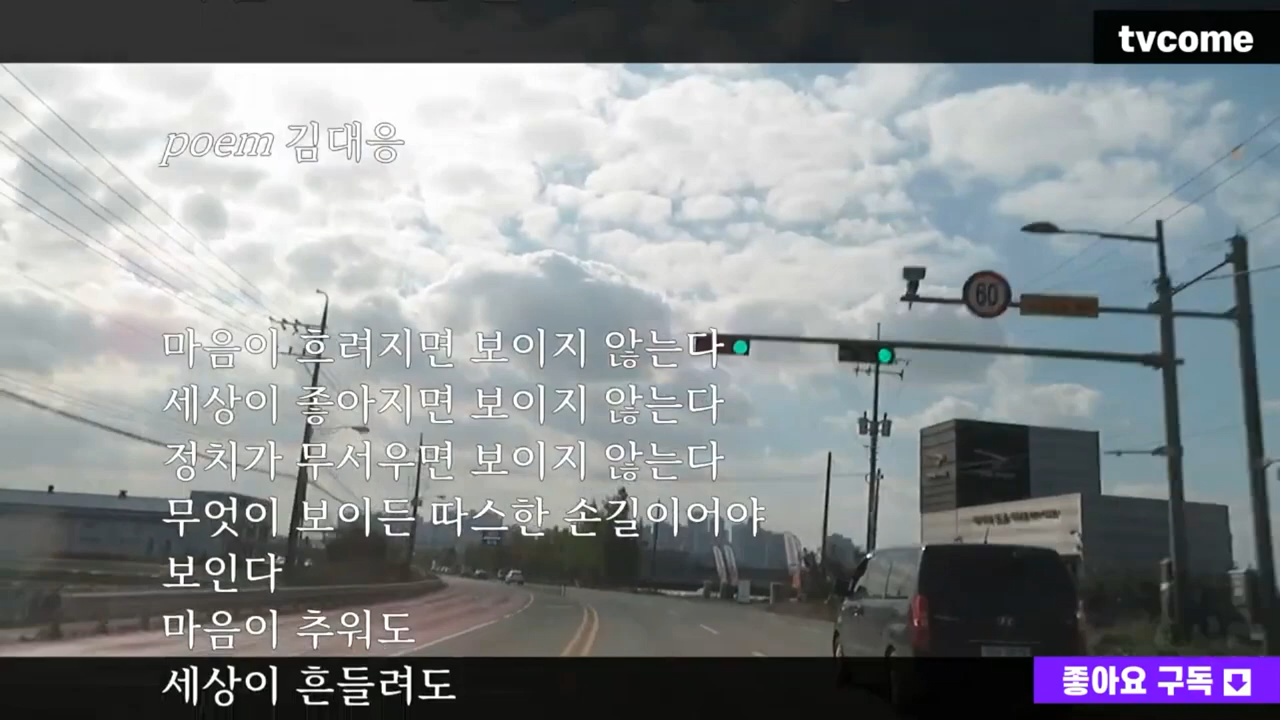 tvcome
poem 김대응
60
마음이 흐려지면 보이지 않는다
세상이 좋아지면 보이지 않는다
정치가 무서우면 보이지 않는다
무엇이 보이든 따스한 손길이어야
보인다
마음이 추워도
세상이 흔들려도
좋아요 구독